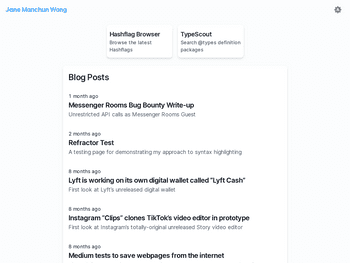 Jane Manchun Wong
Hashflag Browser
Browse the latest
Hashflags
TypeScout
Search @types definition
packages
Blog Posts
1 month ago
Messenger Rooms Bug Bounty Write-up
Unrestricted API calls as Messenger Rooms Guest
2 months ago
Refractor Test
A testing page for demonstrating my approach to syntax highlighting
8 months ago
Lyft is working on its own digital wallet called "Lyft Cash"
First look at Lyft's unreleased digital wallet
8 months ago
Instagram "Clips" clones TikTok's video editor in prototype
First look at Instagram's totally-original unreleased Story video editor
8 months ago
Medium tests to save webpages from the internet